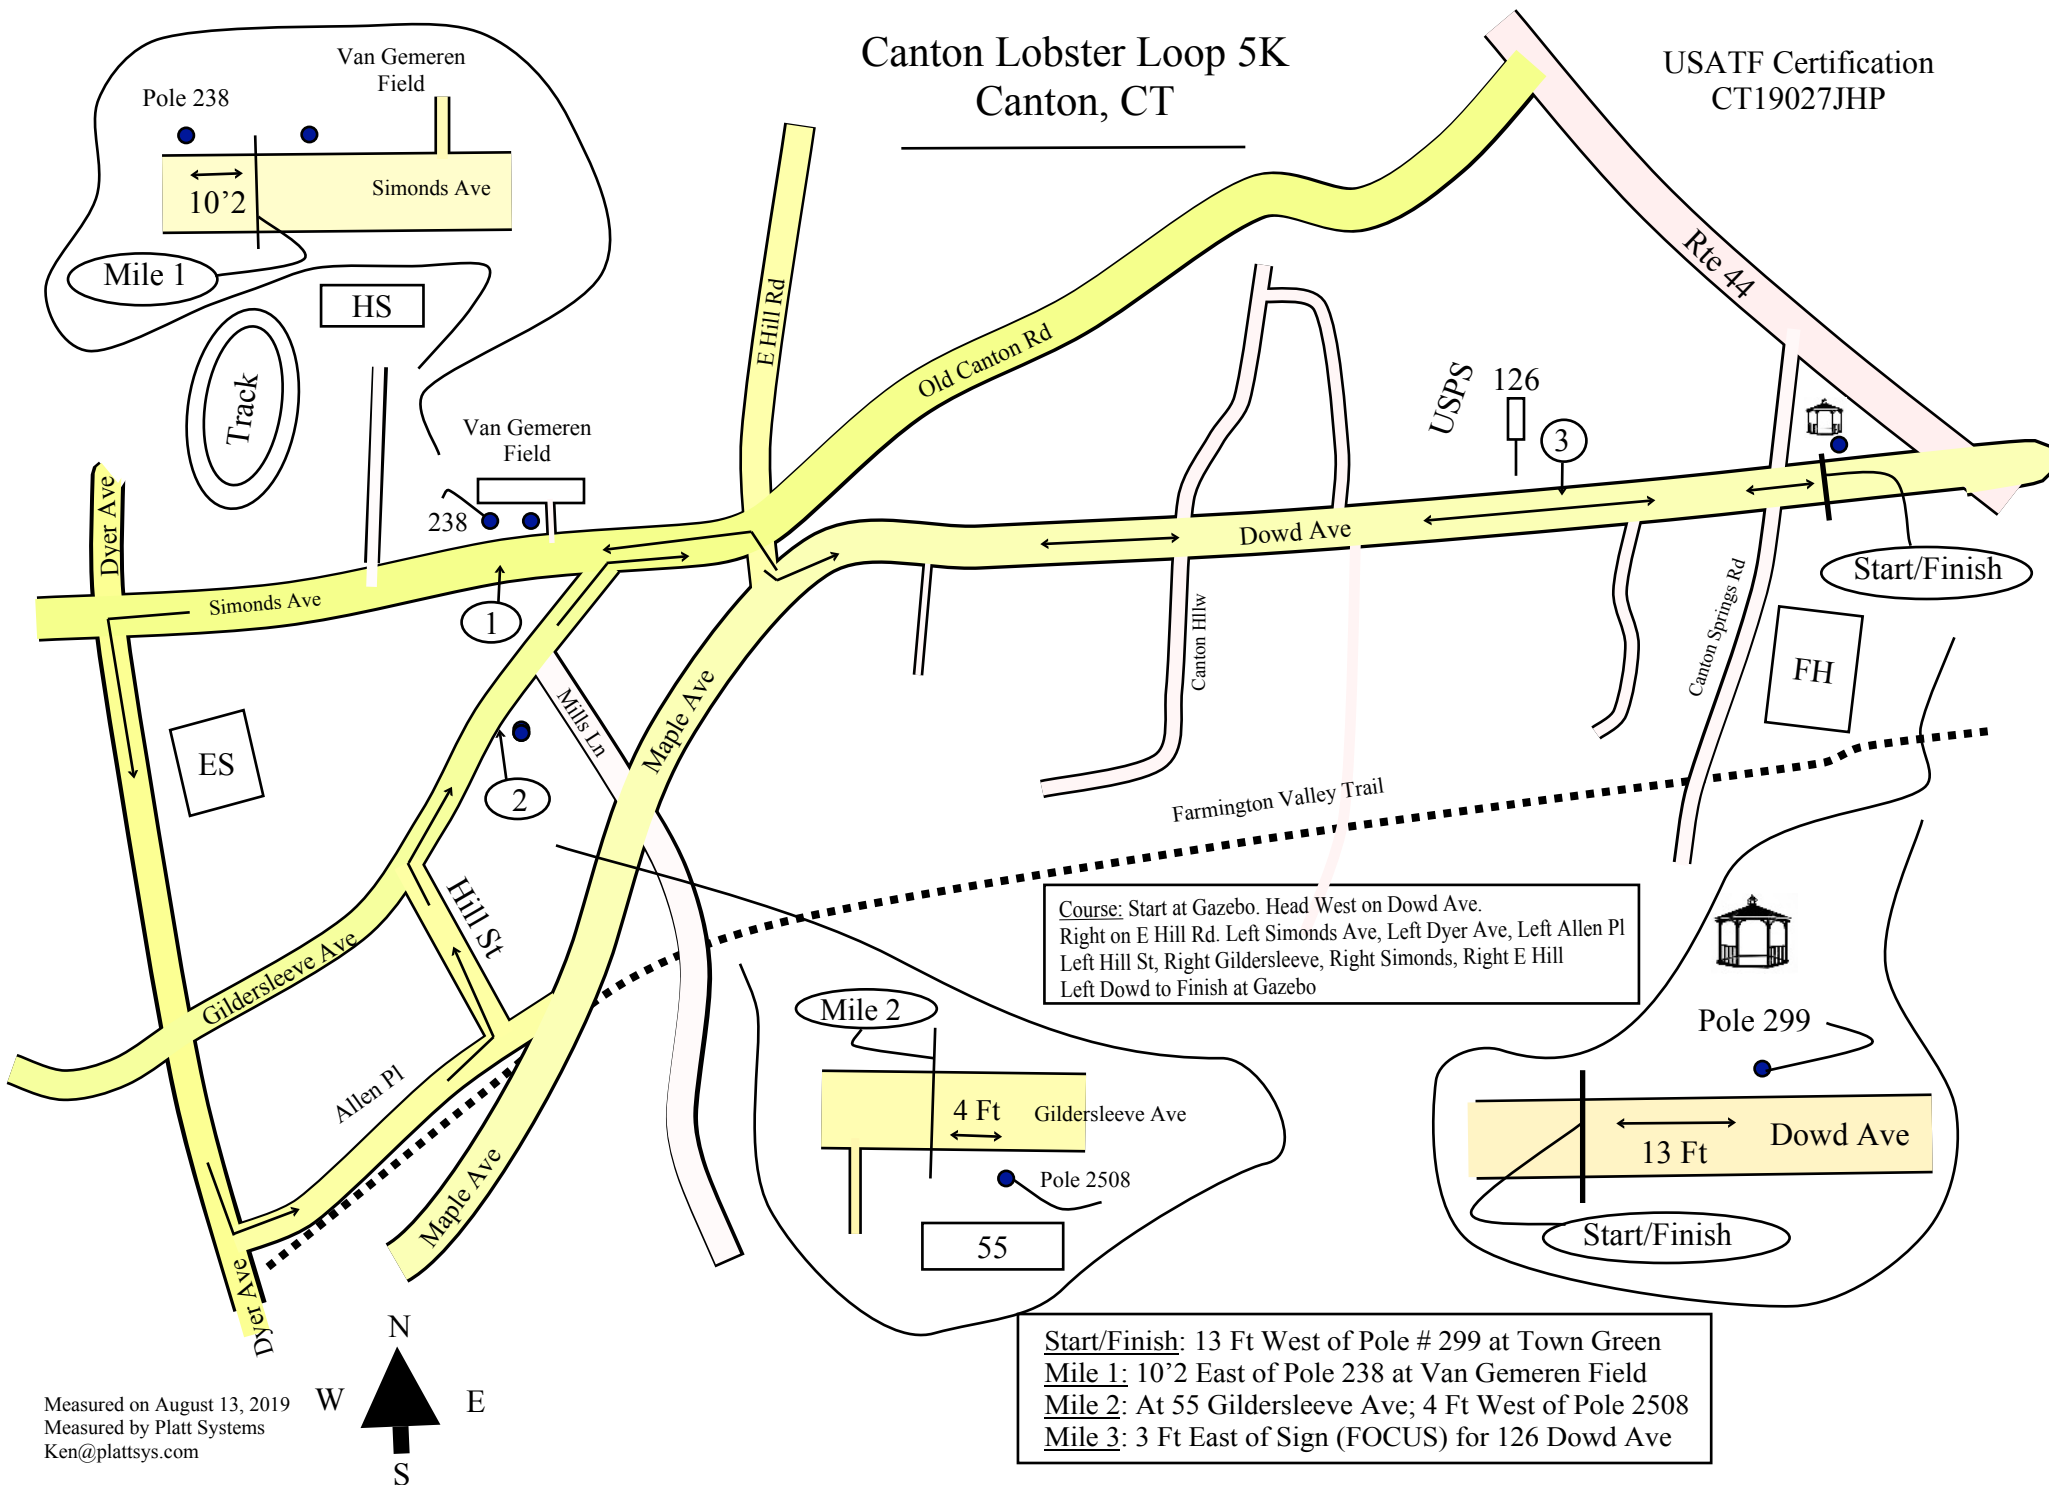 Canton Lobster Loop 5K
Canton, CT
USATF Certification
CT19027JHP
Van Gemeren
Field
Pole 238
Simonds Ave
10’2
Mile 1
HS
Track
Van Gemeren
Field
238
E Hill Rd
Old Canton Rd
Rte 44
USPS
126
3
Dowd Ave
Start/Finish
Dyer Ave
Simonds Ave
1
Canton Hllw
Canton Springs Rd
FH
ES
Mills Ln
Maple Ave
2
Farmington Valley Trail
Hill St
Gildersleeve Ave
Allen Pl
Maple Ave
Dyer Ave
Course: Start at Gazebo. Head West on Dowd Ave.
Right on E Hill Rd. Left Simonds Ave, Left Dyer Ave, Left Allen Pl
Left Hill St, Right Gildersleeve, Right Simonds, Right E Hill
Left Dowd to Finish at Gazebo
Mile 2
4 Ft
Gildersleeve Ave
Pole 2508
55
Pole 299
Dowd Ave
13 Ft
Start/Finish
Start/Finish: 13 Ft West of Pole # 299 at Town Green
Mile 1: 10’2 East of Pole 238 at Van Gemeren Field
Mile 2: At 55 Gildersleeve Ave; 4 Ft West of Pole 2508
Mile 3: 3 Ft East of Sign (FOCUS) for 126 Dowd Ave
N
W
E
S
Measured on August 13, 2019
Measured by Platt Systems
Ken@plattsys.com